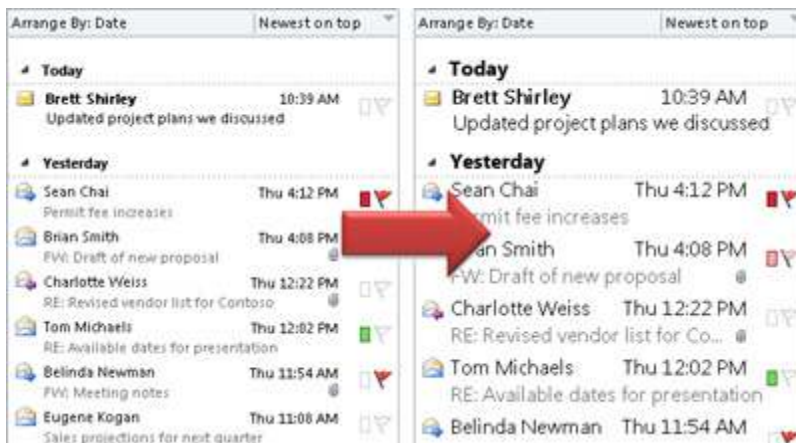 Arrange By: Date Newest on top
Today
Brett Shirley 10:39 AM
Updated project plans we discussed
Yesterday
Sean Chai Thu 4:12 PM
Permit fee increases
Brian Smith Thu 4:08 PM
FW: Draft of new proposal
Charlotte Weiss Thu 12:22 PM
RE: Revised vendor list for Contoso
Tom Michaels Thu 12:02 PM
RE: Available dates for presentation
Belinda Newman Thu 11:54 AM
FW: Meeting notes
Eugene Kogan Thu 11:08 AM
Sales projections for next quarter
Arrange By: Date Newest on top
Today
Brett Shirley 10:39 AM
Updated project plans we discussed
Yesterday
Sean Chai Thu 4:12 PM
fee increases
Smith Thu 4:08 PM
FW: Draft of new proposal
Charlotte Weiss Thu 12:22 PM
RE: Revised vendor list for Co...
Tom Michaels Thu 12:02 PM
RE: Available dates for presentation
Belinda Newman Thu 11:54 AM